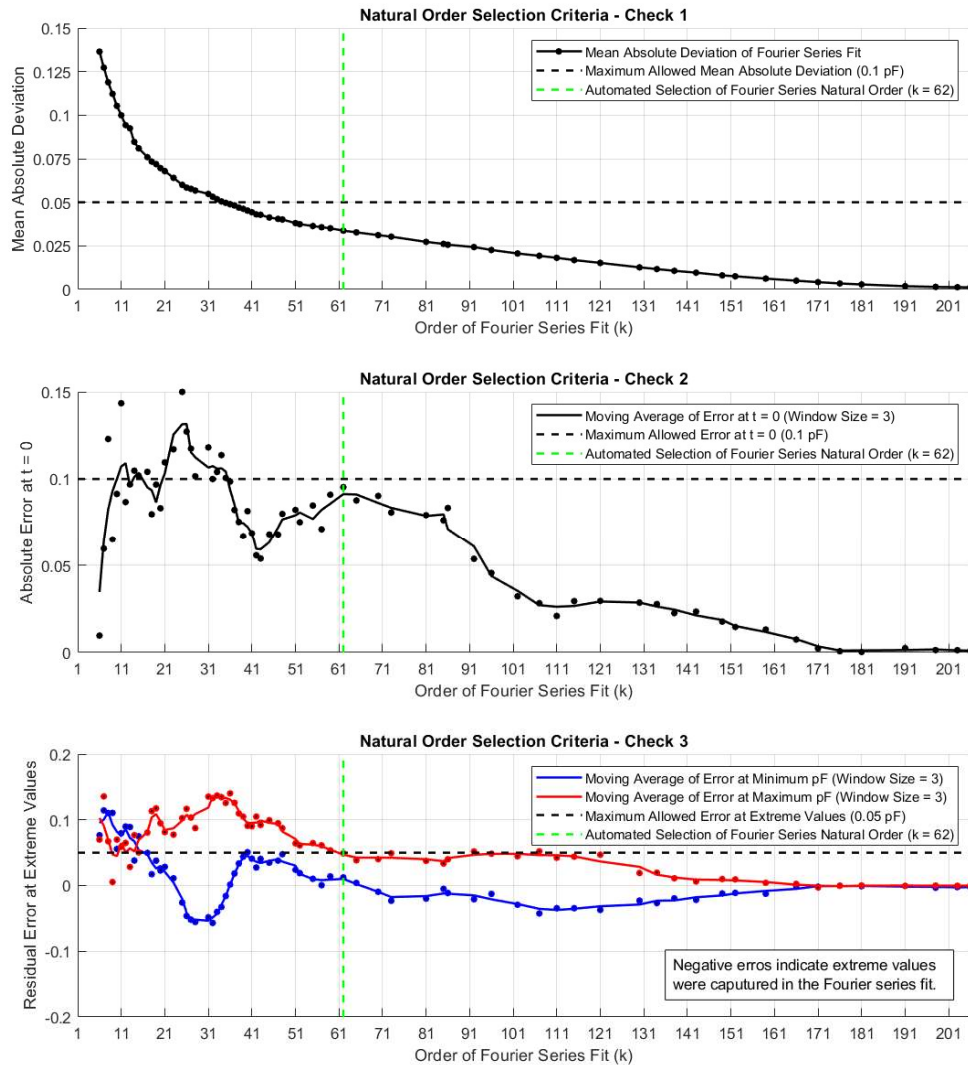 Natural Order Selection Criteria - Check 1
0.15
0.125
0.1
0.075
0.05
0.025
0
Mean Absolute Deviation
Mean Absolute Deviation of Fourier Series Fit
Maximum Allowed Mean Absolute Deviation (0.1 pF)
Automated Selection of Fourier Series Natural Order (k = 62)
1 11 21 31 41 51 61 71 81 91 101 111 121 131 141 151 161 171 181 191 201
Order of Fourier Series Fit (k)
Natural Order Selection Criteria - Check 2
0.15
0.1
0.05
0
Absolute Error at t = 0
Moving Average of Error at t = 0 (Window Size = 3)
Maximum Allowed Error at t = 0 (0.1 pF)
Automated Selection of Fourier Series Natural Order (k = 62)
1 11 21 31 41 51 61 71 81 91 101 111 121 131 141 151 161 171 181 191 201
Order of Fourier Series Fit (k)
Natural Order Selection Criteria - Check 3
0.2
0.1
0
-0.1
-0.2
Residual Error at Extreme Values
Moving Average of Error at Minimum pF (Window Size = 3)
Moving Average of Error at Maximum pF (Window Size = 3)
Maximum Allowed Error at Extreme Values (0.05 pF)
Automated Selection of Fourier Series Natural Order (k = 62)
Negative erros indicate extreme values
were caputured in the Fourier series fit.
1 11 21 31 41 51 61 71 81 91 101 111 121 131 141 151 161 171 181 191 201
Order of Fourier Series Fit (k)